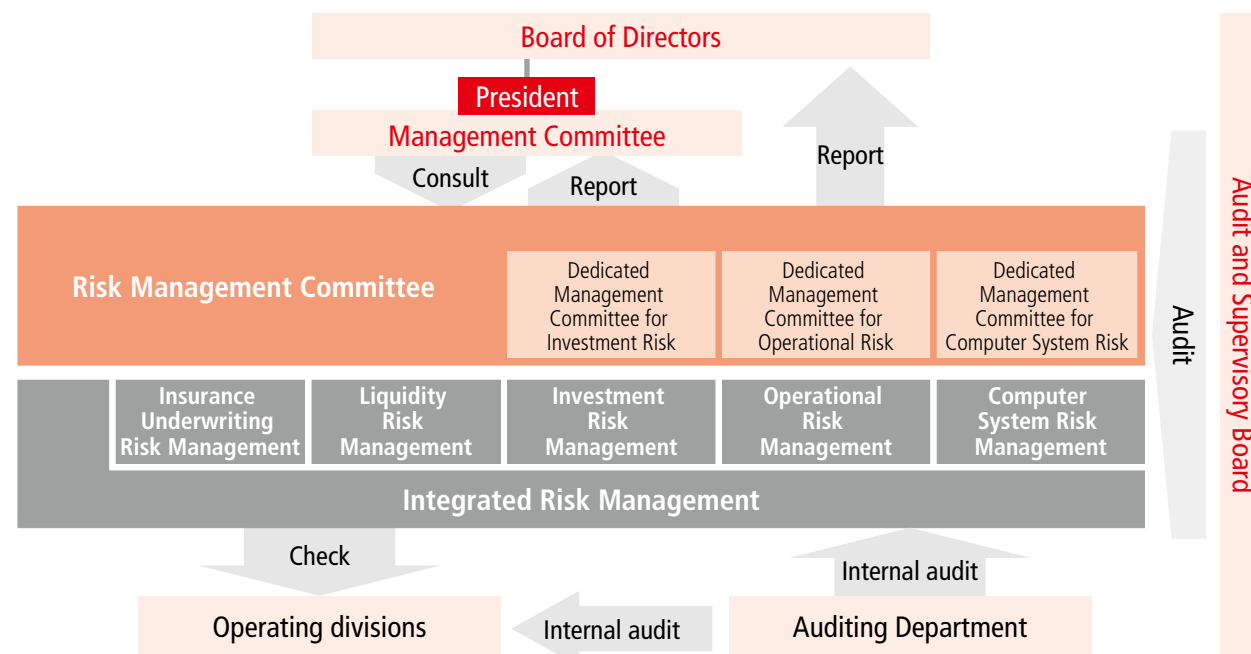 Board of Directors
President
Management Committee
Consult
Report
Report
Risk Management Committee
Dedicated
Management
Committee for
Investment Risk
Dedicated
Management
Committee for
Operational Risk
Dedicated
Management
Committee for
Computer System Risk
Insurance
Underwriting
Risk Management
Liquidity
Risk
Management
Investment
Risk
Management
Operational
Risk
Management
Computer
System Risk
Management
Integrated Risk Management
Check
Internal audit
Operating divisions
Internal audit
Auditing Department
Audit
Audit and Supervisory Board